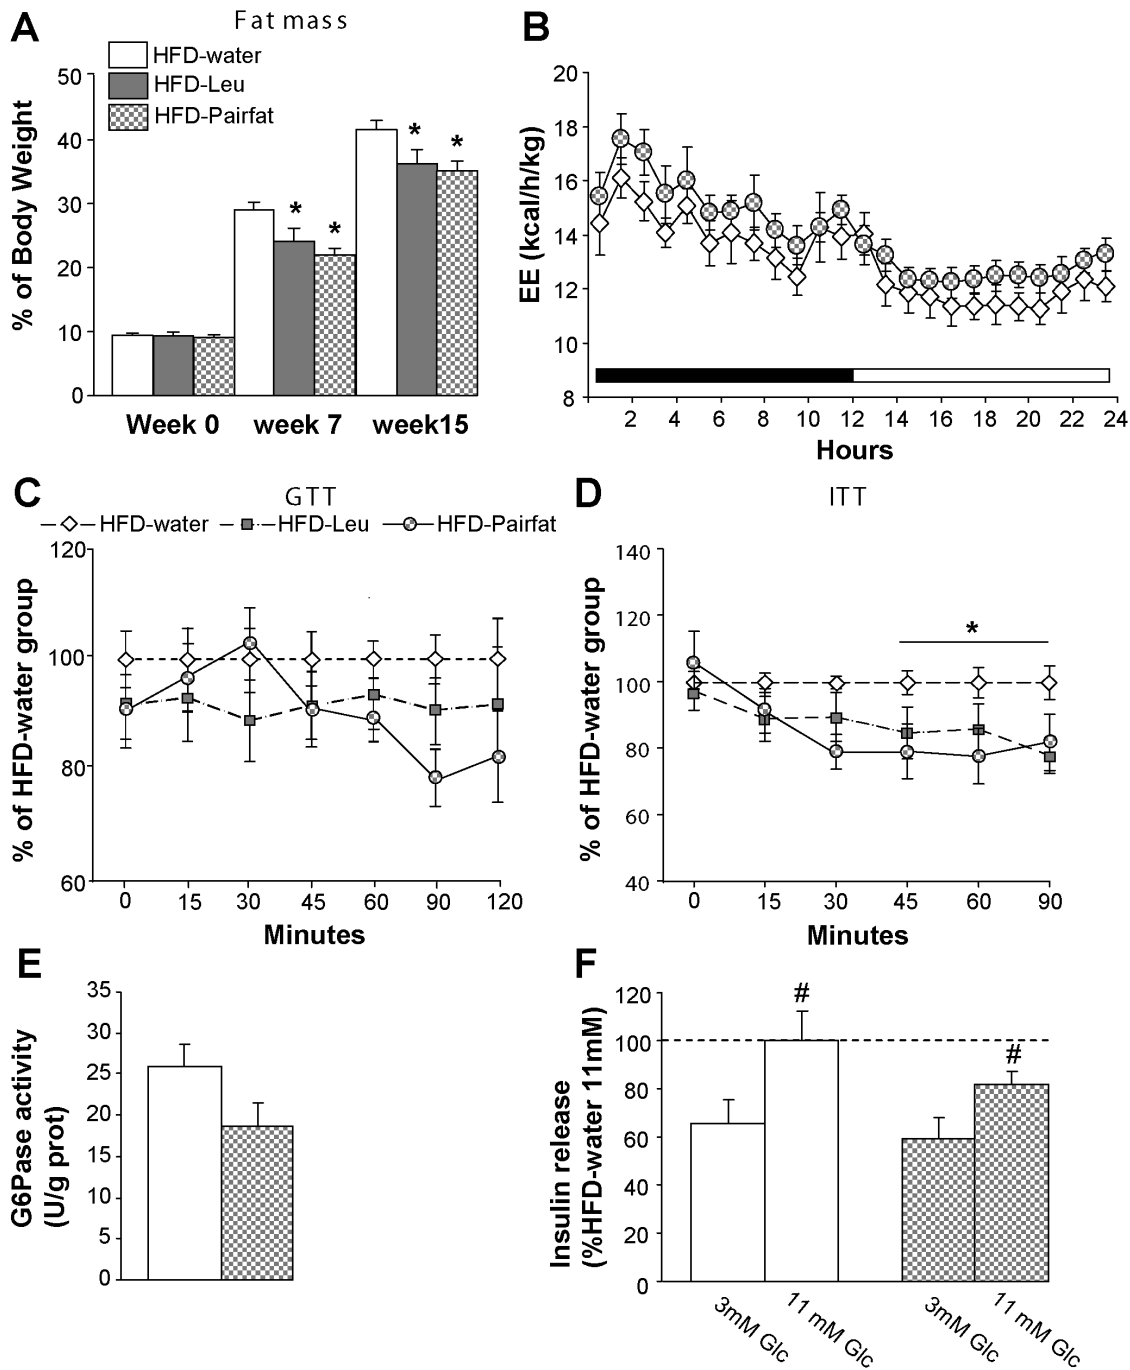 A
Fat mass
HFD-water
HFD-Leu
HFD-Pairfat
% of Body Weight
50
40
30
20
10
0
*
*
*
*
Week 0 week 7 week15
B
EE (kcal/h/kg)
20
18
16
14
12
10
8
2 4 6 8 10 12 14 16 18 20 22 24
Hours
C
GTT
HFD-water HFD-Leu HFD-Pairfat
% of HFD-water group
120
100
80
60
0 15 30 45 60 90 120
Minutes
D
ITT
% of HFD-water group
140
120
100
80
60
40
*
0 15 30 45 60 90
Minutes
E
G6Pase activity
(U/g prot)
35
30
25
20
15
10
5
0
F
Insulin release
(%HFD-water 11mM)
120
100
80
60
40
20
0
#
#
3mM Glc 11 mM Glc 3mM Glc 11 mM Glc